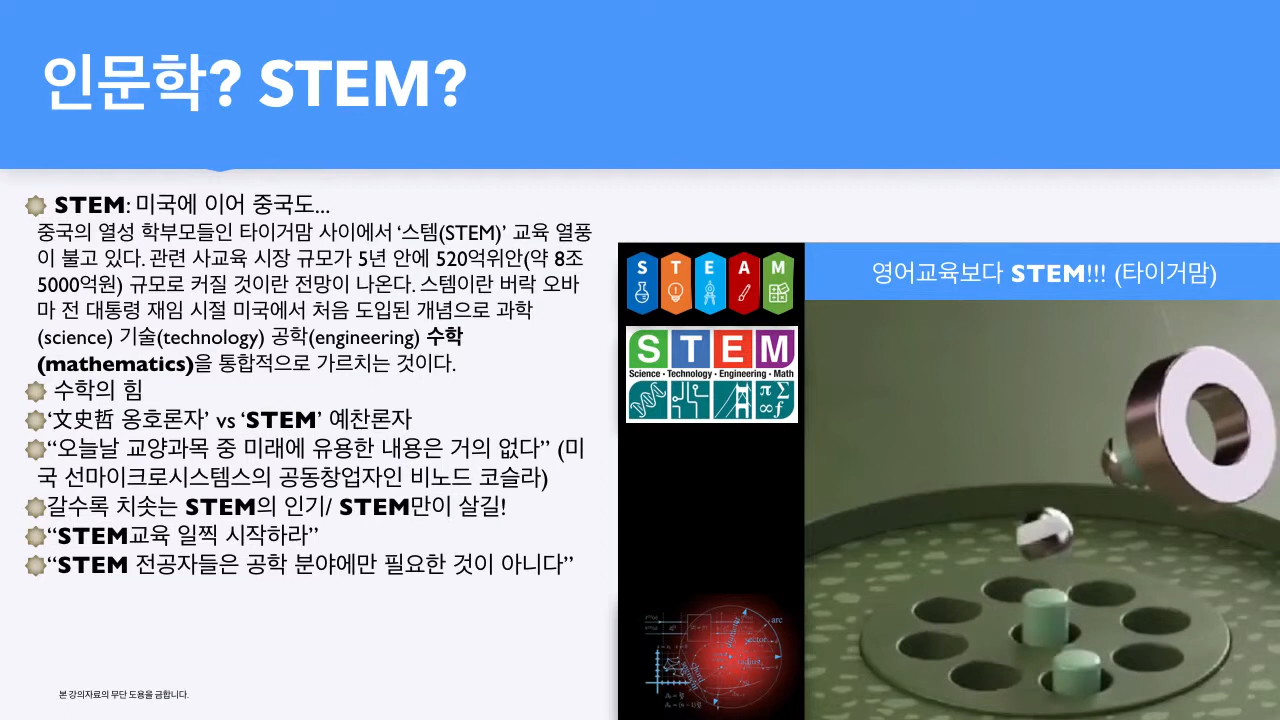 인문학? STEM?
STEM: 미국에 이어 중국도...
중국의 열성 학부모들인 타이거맘 사이에서 ‘스템(STEM)’ 교육 열풍
이 불고 있다. 관련 사교육 시장 규모가 5년 안에 520억위안(약 8조
5000억원) 규모로 커질 것이란 전망이 나온다. 스템이란 버락 오바
마 전 대통령 재임 시절 미국에서 처음 도입된 개념으로 과학
(science) 기술(technology) 공학(engineering) 수학
(mathematics)을 통합적으로 가르치는 것이다.
수학의 힘
‘文史哲 옹호론자’ vs ‘STEM’ 예찬론자
“오늘날 교양과목 중 미래에 유용한 내용은 거의 없다” (미
국 선마이크로시스템스의 공동창업자인 비노드 코슬라)
갈수록 치솟는 STEM의 인기/ STEM만이 살길!
“STEM교육 일찍 시작하라”
“STEM 전공자들은 공학 분야에만 필요한 것이 아니다”
본 강의자료의 무단 도용을 금합니다.
S T E A M
STEM
Science • Technology • Engineering • Math
π Σ
∞ ∫
arc
sector
radius
영어교육보다 STEM!!! (타이거맘)